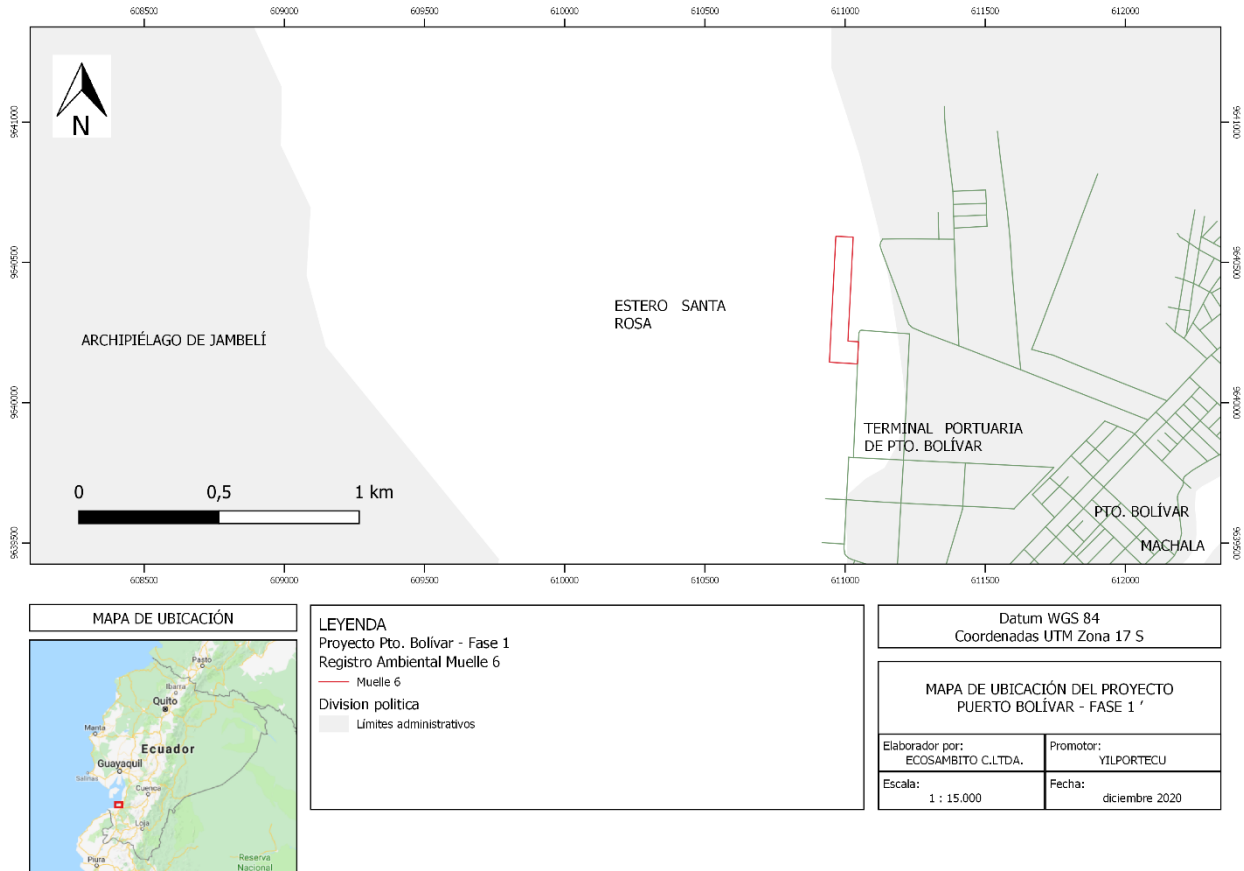 608500 609000 609500 610000 610500 611000 611500 612000
9641000 9641000
N
9640500 9640500
ESTERO SANTA
ROSA
ARCHIPIÉLAGO DE JAMBELÍ
9640000 9640000
TERMINAL PORTUARIA
DE PTO. BOLÍVAR
0 0,5 1 km
PTO. BOLÍVAR
MACHALA
9639500 9639500
608500 609000 609500 610000 610500 611000 611500 612000
MAPA DE UBICACIÓN
Pasto
Ibarra
Quito
Manta
Ecuador
Guayaquil
Salinas
Cuenca
Loja
Piura
Reserva
Nacional
LEYENDA
Proyecto Pto. Bolívar - Fase 1
Registro Ambiental Muelle 6
Muelle 6
Division politica
Límites administrativos
Datum WGS 84
Coordenadas UTM Zona 17 S
MAPA DE UBICACIÓN DEL PROYECTO
PUERTO BOLÍVAR - FASE 1 ′
Elaborador por:
ECOSAMBITO C.LTDA.
Promotor:
YILPORTECU
Escala:
1 : 15.000
Fecha:
diciembre 2020